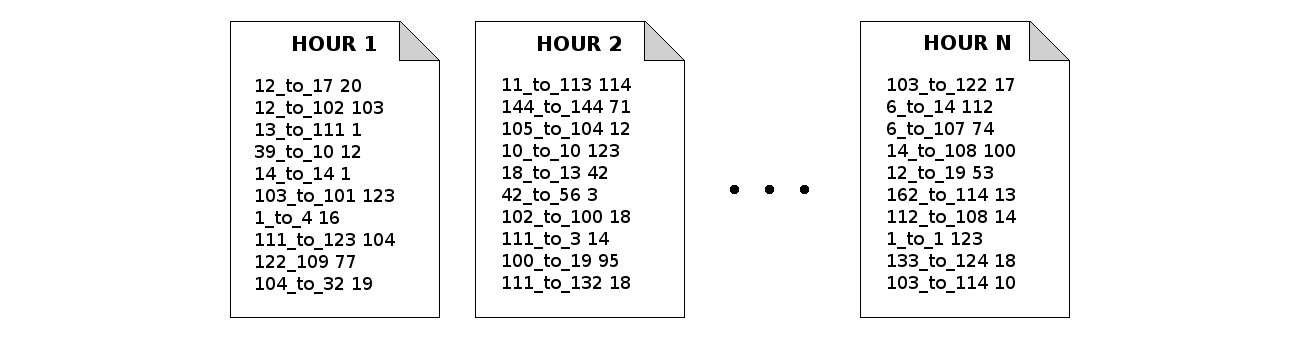 HOUR 1
12_to_17 20
12_to_102 103
13_to_111 1
39_to_10 12
14_to_14 1
103_to_101 123
1_to_4 16
111_to_123 104
122_109 77
104_to_32 19
HOUR 2
11_to_113 114
144_to_144 71
105_to_104 12
10_to_10 123
18_to_13 42
42_to_56 3
102_to_100 18
111_to_3 14
100_to_19 95
111_to_132 18
HOUR N
103_to_122 17
6_to_14 112
6_to_107 74
14_to_108 100
12_to_19 53
162_to_114 13
112_to_108 14
1_to_1 123
133_to_124 18
103_to_114 10